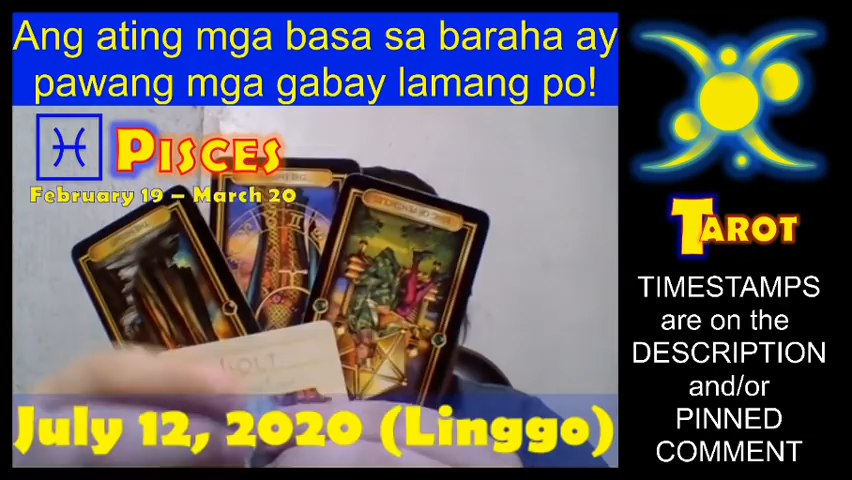 Ang ating mga basa sa baraha ay
pawang mga gabay lamang po!
PISCES
February 19 – March 20
July 12, 2020 (Linggo)
TAROT
TIMESTAMPS
are on the
DESCRIPTION
and/or
PINNED
COMMENT